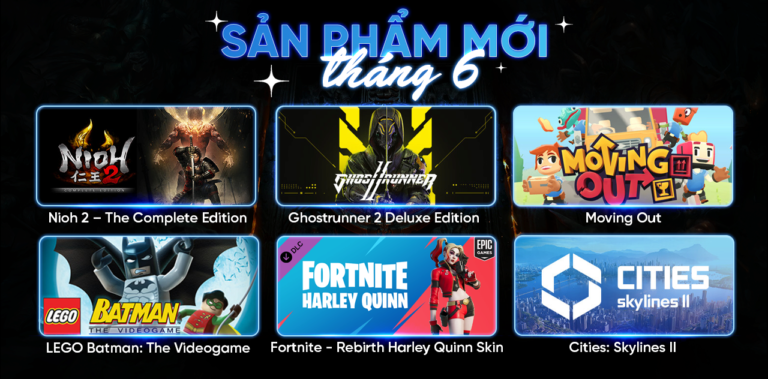 SẢN PHẨM MỚI
tháng 6
NIOH 2
仁王
COMPLETE EDITION
GHOSTRUNNER
II
MOVING
OUT
Nioh 2 – The Complete Edition
Ghostrunner 2 Deluxe Edition
Moving Out
LEGO
BATMAN
THE VIDEOGAME
DLC
FORTNITE
HARLEY QUINN
EPIC
GAMES
CITIES
skylines II
LEGO Batman: The Videogame
Fortnite - Rebirth Harley Quinn Skin
Cities: Skylines II